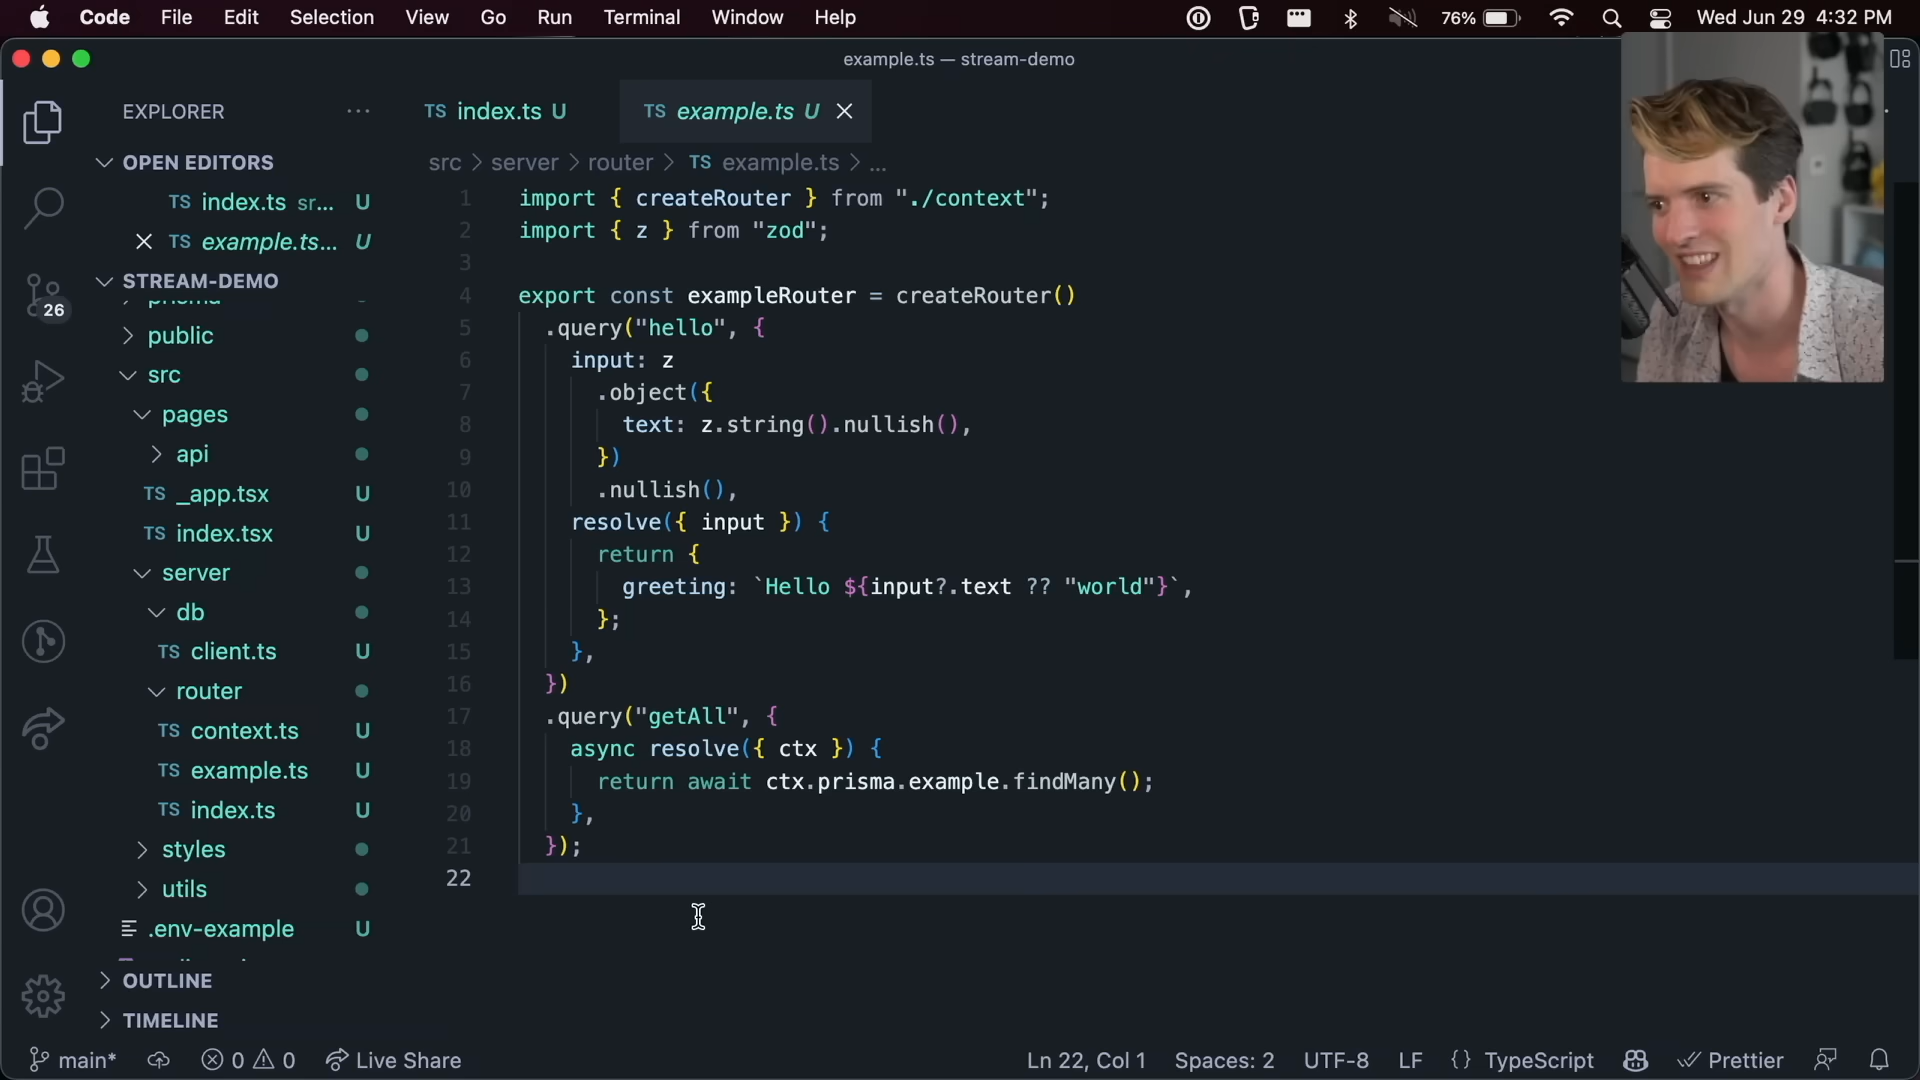 Code File Edit Selection View Go Run Terminal Window Help 76% Wed Jun 29 4:32 PM
example.ts — stream-demo
EXPLORER ···
TS index.ts U
TS example.ts U
OPEN EDITORS
src > server > router > TS example.ts > ...
TS index.ts sr... U
TS example.ts... U
STREAM-DEMO
26
prisma
public
src
pages
api
TS _app.tsx U
TS index.tsx U
server
db
TS client.ts U
router
TS context.ts U
TS example.ts U
TS index.ts U
styles
utils
.env-example U
OUTLINE
TIMELINE
1 import { createRouter } from "./context";
2 import { z } from "zod";
3
4 export const exampleRouter = createRouter()
5 .query("hello", {
6 input: z
7 .object({
8 text: z.string().nullish(),
9 })
10 .nullish(),
11 resolve({ input }) {
12 return {
13 greeting: `Hello ${input?.text ?? "world"}`,
14 };
15 },
16 })
17 .query("getAll", {
18 async resolve({ ctx }) {
19 return await ctx.prisma.example.findMany();
20 },
21 });
22
main* 0 0 Live Share Ln 22, Col 1 Spaces: 2 UTF-8 LF {} TypeScript Prettier